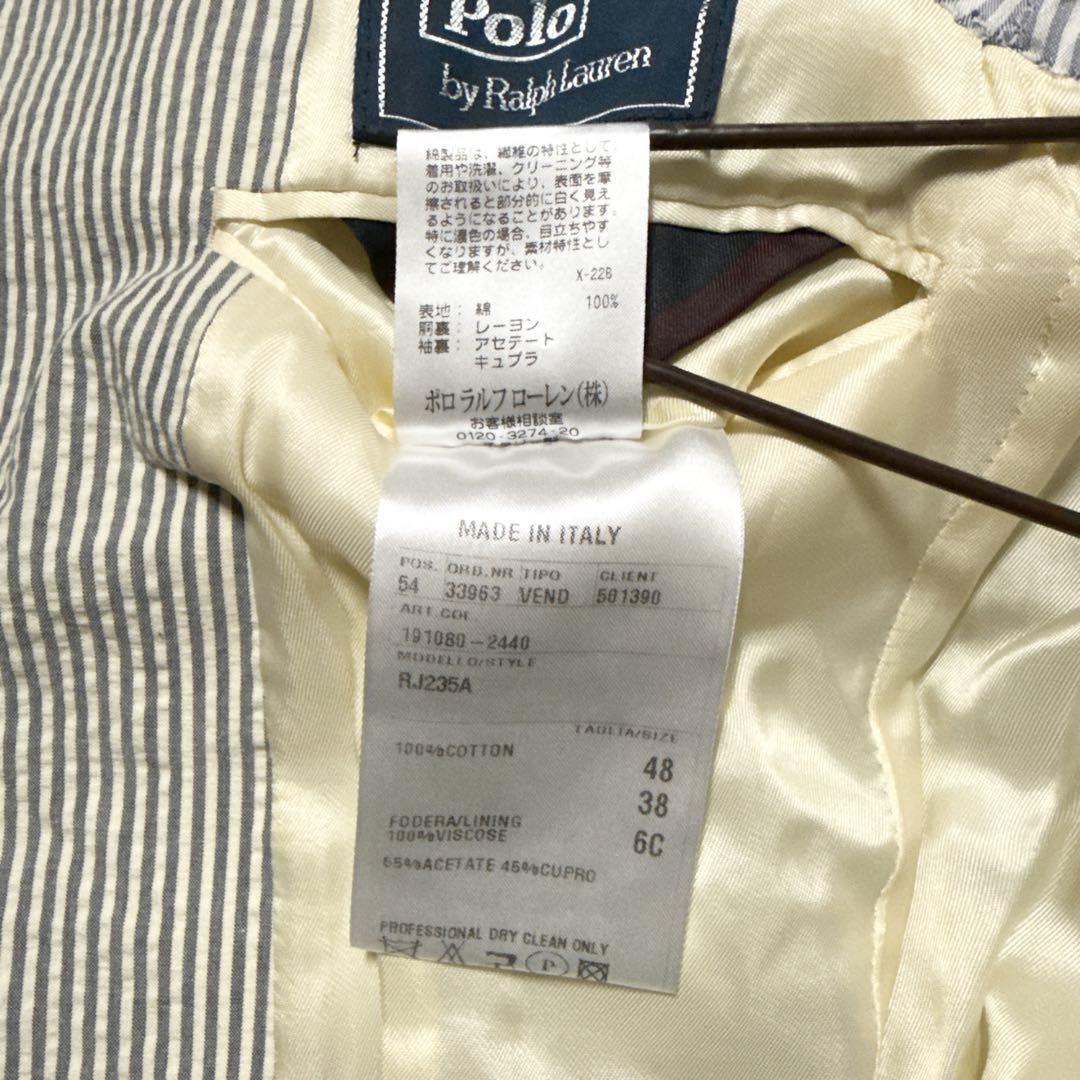 Polo
by Ralph Lauren
綿製品は、繊維の特性として、
着用や洗濯、クリーニング等
のお取扱いにより、表面を摩
擦されると部分的に白く見え
るようになることがあります。
特に濃色の場合、目立ちやす
くなりますが、素材特性とし
てご理解ください。
X-22B
表地: 綿 100%
胴裏: レーヨン
袖裏: アセテート
キュプラ
ポロ ラルフ ローレン(株)
お客様相談室
0120-3274-20
MADE IN ITALY
POS. ORD.NR TIPO CLIENT
54 33963 VEND 501390
ART.COL.
191080-2440
MODELLO/STYLE
RJ235A
TAGLIA/SIZE
100%COTTON 48
38
FODERA/LINING
100%VISCOSE 6C
55%ACETATE 45%CUPRO
PROFESSIONAL DRY CLEAN ONLY
P